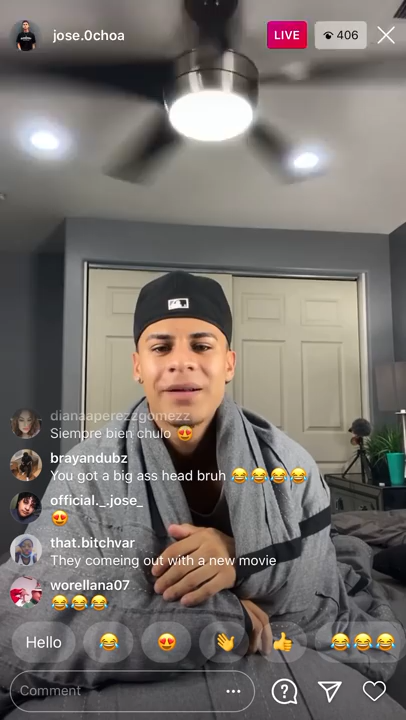 jose.0choa
LIVE
406
dianaaperezzgomezz
Siempre bien chulo 😍
brayandubz
You got a big ass head bruh 😂😂😂😂
official._.jose_
😍
that.bitchvar
They comeing out with a new movie
worellana07
😂😂😂
Hello 😂 😍 👋 👍 😂😂😂
Comment